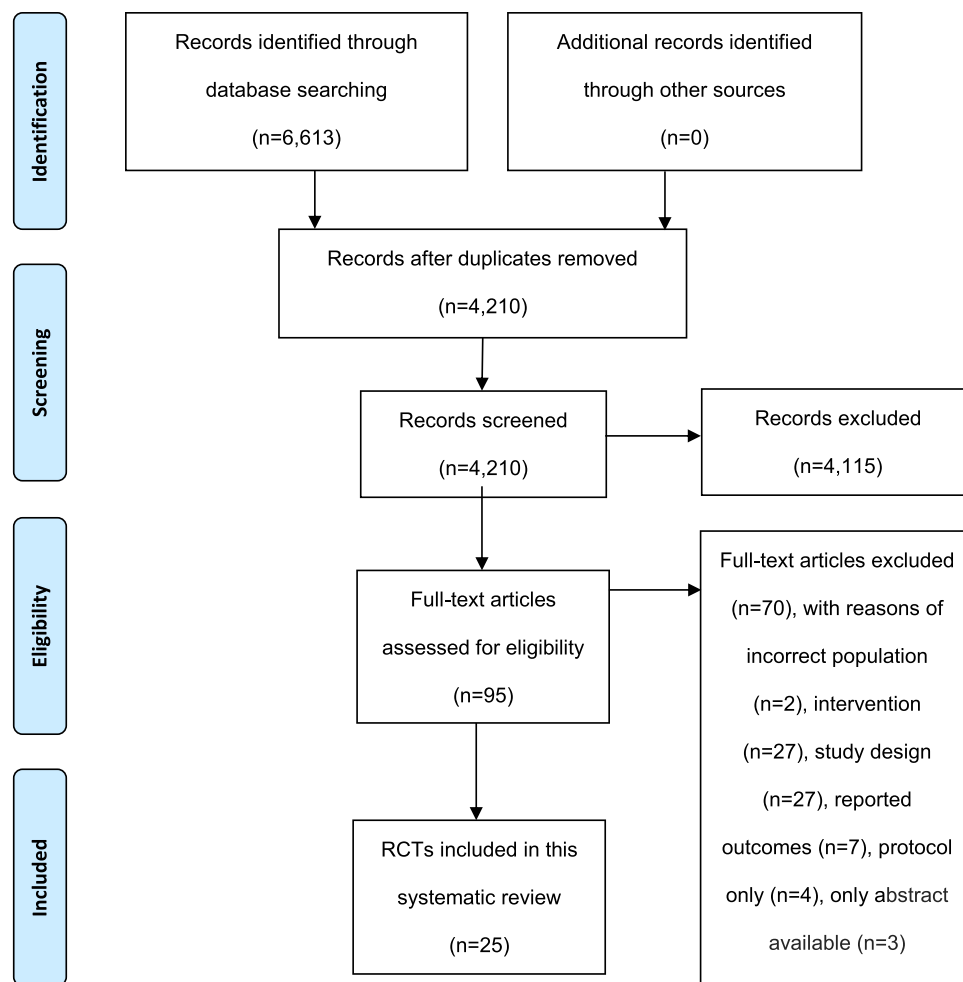 Identification
Records identified through
database searching
(n=6,613)
Additional records identified
through other sources
(n=0)
Screening
Records after duplicates removed
(n=4,210)
Records screened
(n=4,210)
Records excluded
(n=4,115)
Eligibility
Full-text articles
assessed for eligibility
(n=95)
Full-text articles excluded
(n=70), with reasons of
incorrect population
(n=2), intervention
(n=27), study design
(n=27), reported
outcomes (n=7), protocol
only (n=4), only abstract
available (n=3)
Included
RCTs included in this
systematic review
(n=25)